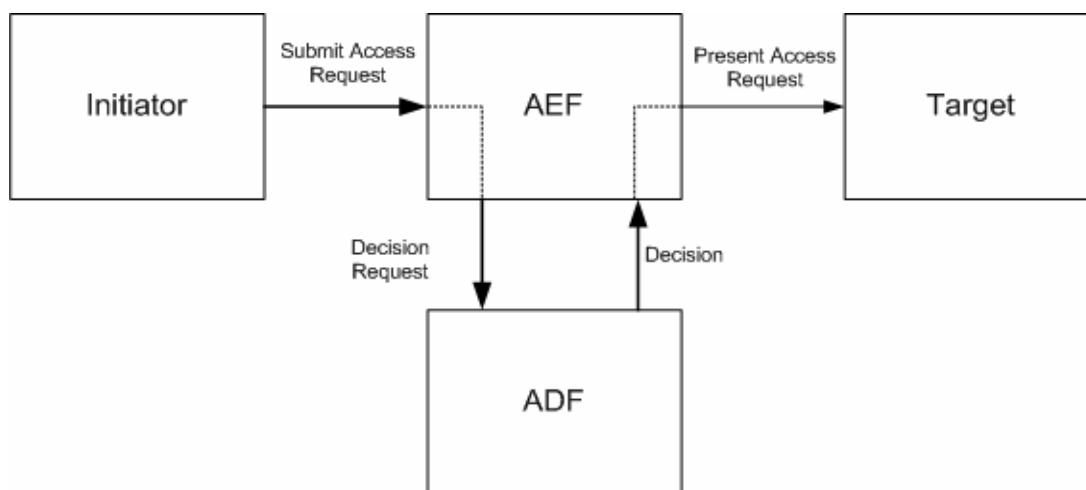 Submit Access
Request
Present Access
Request
Initiator
AEF
Target
Decision
Request
Decision
ADF